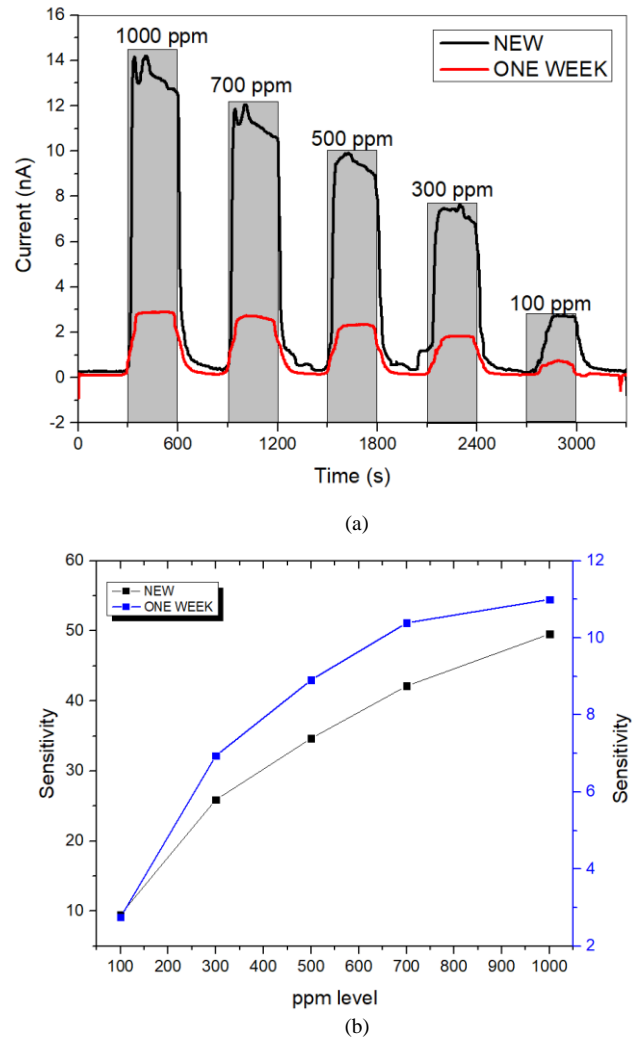 16
14
12
10
8
6
4
2
0
-2
Current (nA)
1000 ppm
700 ppm
500 ppm
300 ppm
100 ppm
NEW
ONE WEEK
0
600
1200
1800
2400
3000
Time (s)
(a)
60
50
40
30
20
10
Sensitivity
NEW
ONE WEEK
12
10
8
6
4
2
Sensitivity
100
200
300
400
500
600
700
800
900
1000
ppm level
(b)